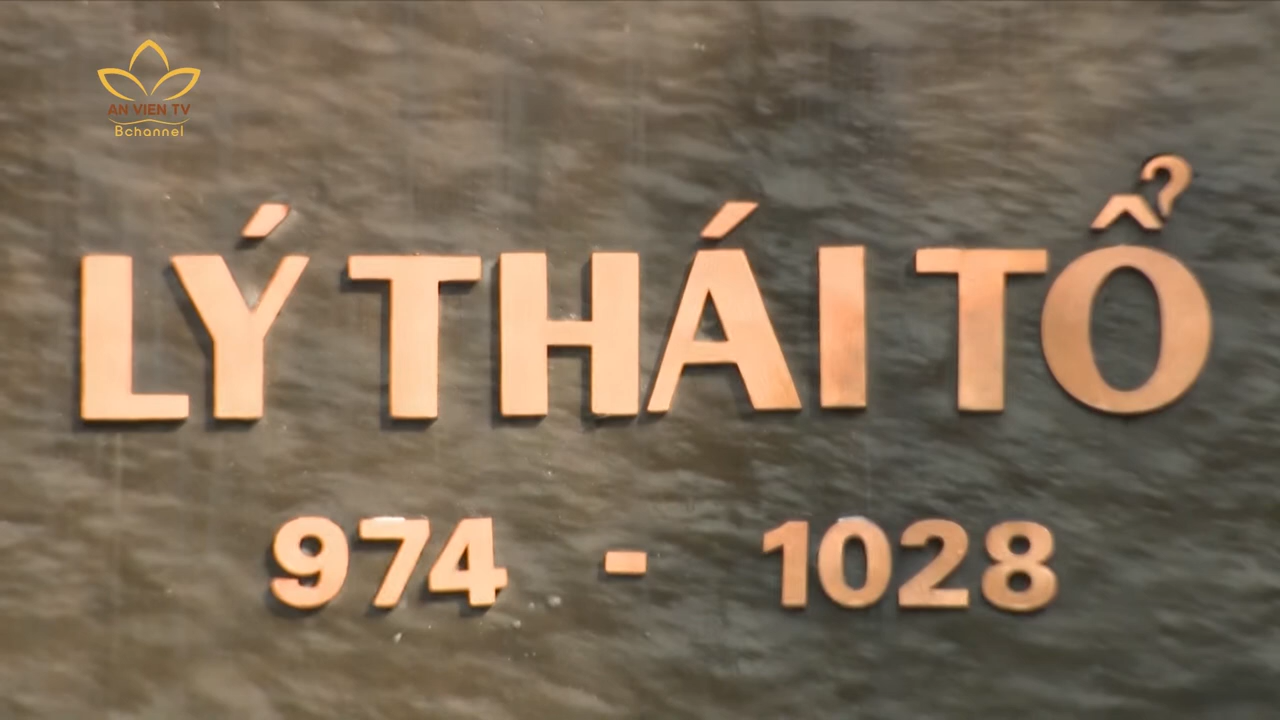 AN VIEN TV
Bchannel
LÝ THÁI TỔ
974 - 1028